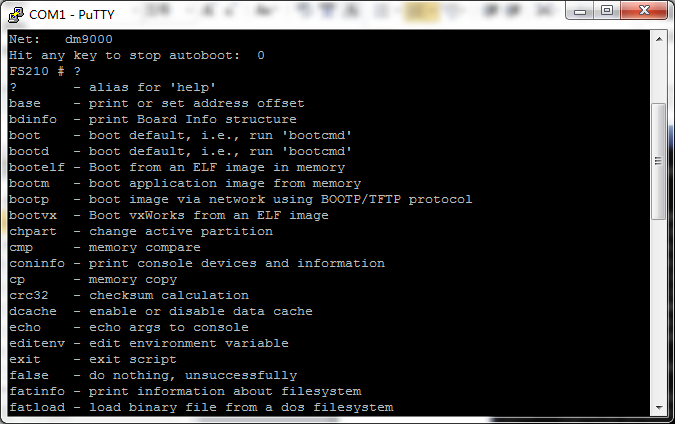 COM1 - PuTTY
Net:   dm9000
Hit any key to stop autoboot:  0
FS210 # ?
?       - alias for 'help'
base    - print or set address offset
bdinfo  - print Board Info structure
boot    - boot default, i.e., run 'bootcmd'
bootd   - boot default, i.e., run 'bootcmd'
bootelf - Boot from an ELF image in memory
bootm   - boot application image from memory
bootp   - boot image via network using BOOTP/TFTP protocol
bootvx  - Boot vxWorks from an ELF image
chpart  - change active partition
cmp     - memory compare
coninfo - print console devices and information
cp      - memory copy
crc32   - checksum calculation
dcache  - enable or disable data cache
echo    - echo args to console
editenv - edit environment variable
exit    - exit script
false   - do nothing, unsuccessfully
fatinfo - print information about filesystem
fatload - load binary file from a dos filesystem